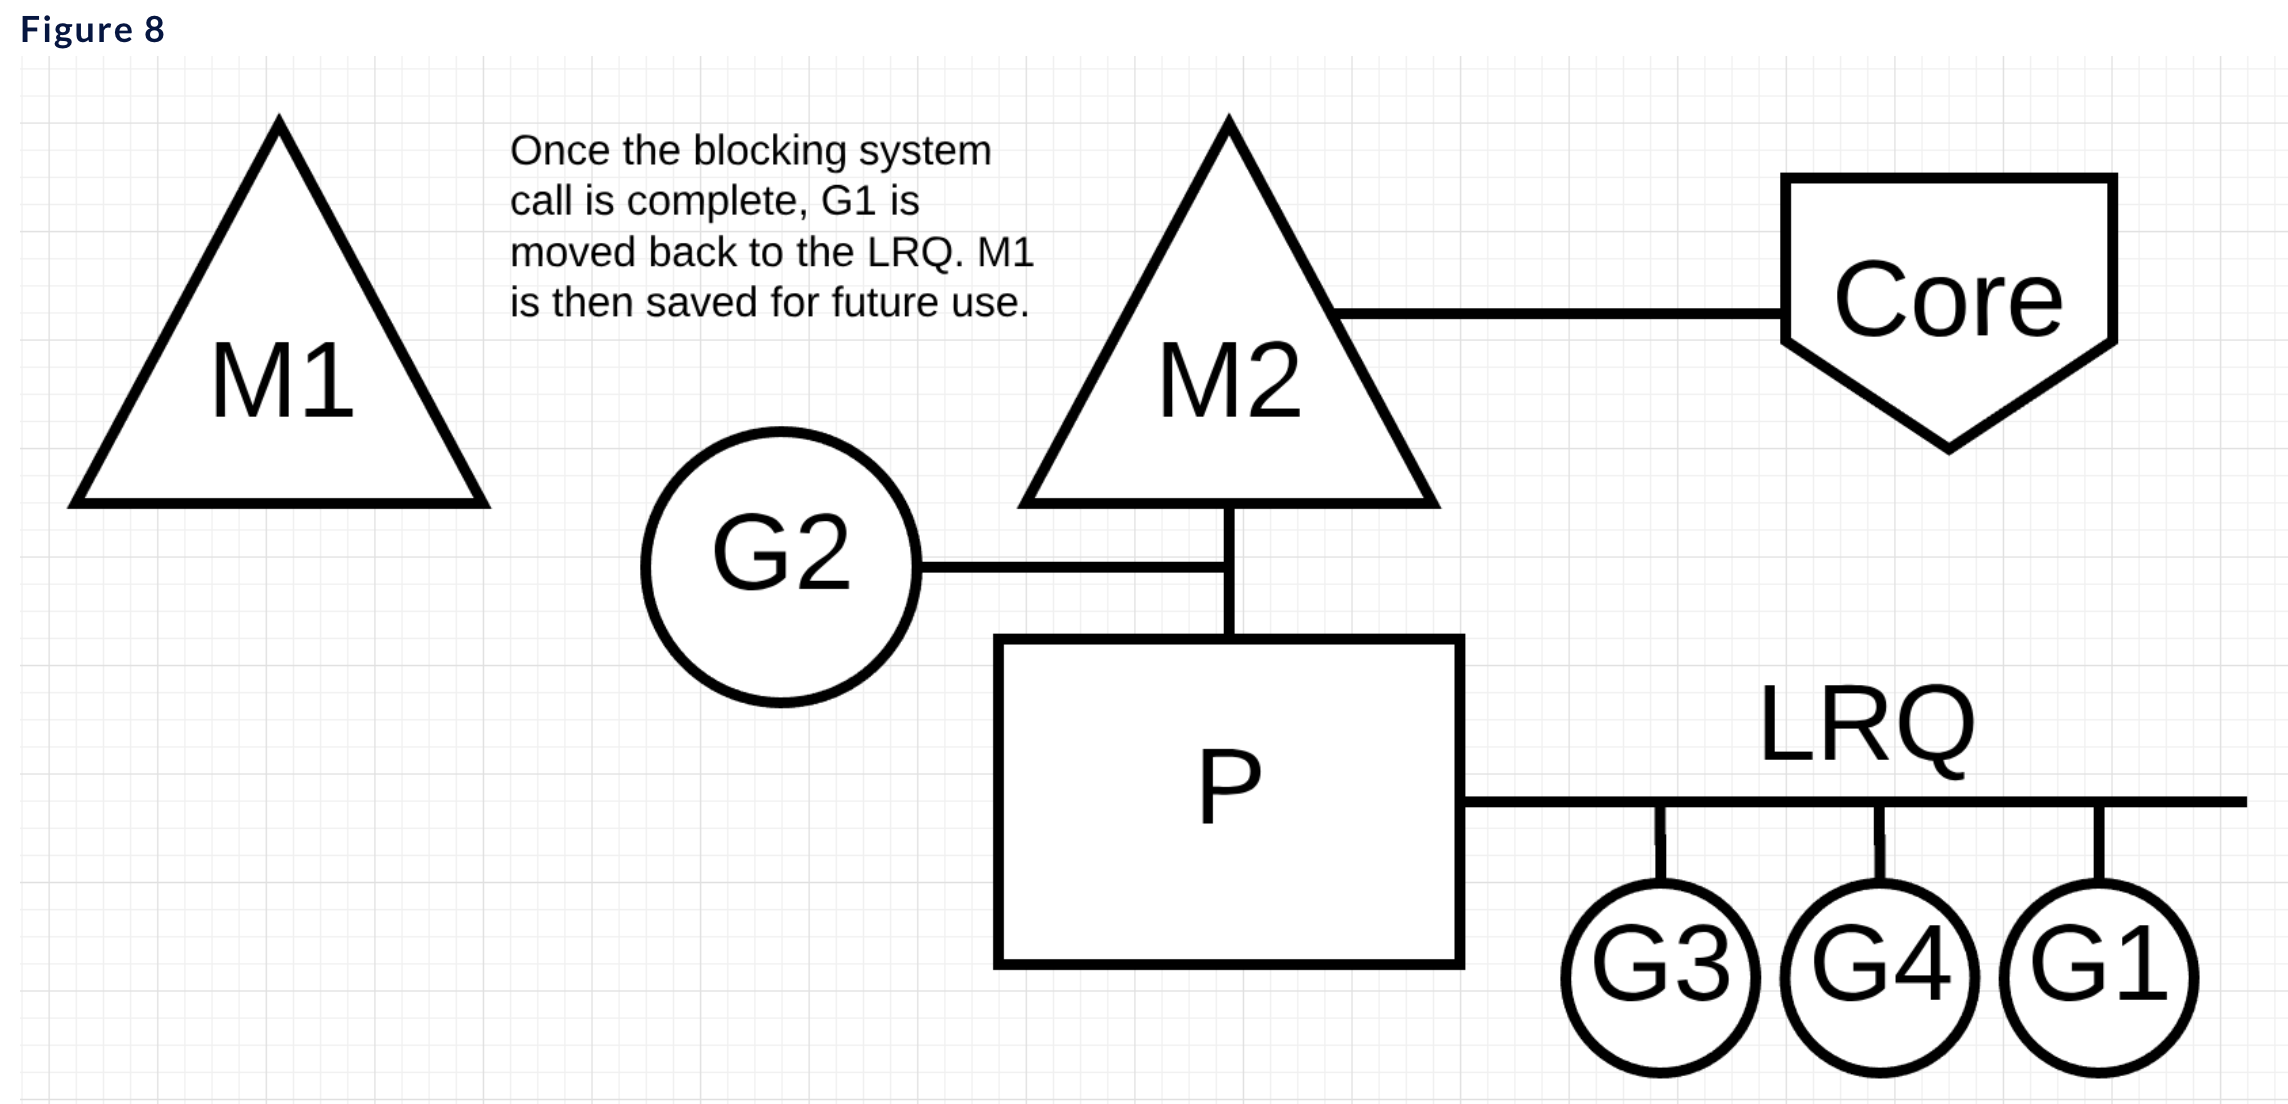 Figure 8
Once the blocking system
call is complete, G1 is
moved back to the LRQ. M1
is then saved for future use.
M1
M2
Core
G2
P
LRQ
G3
G4
G1